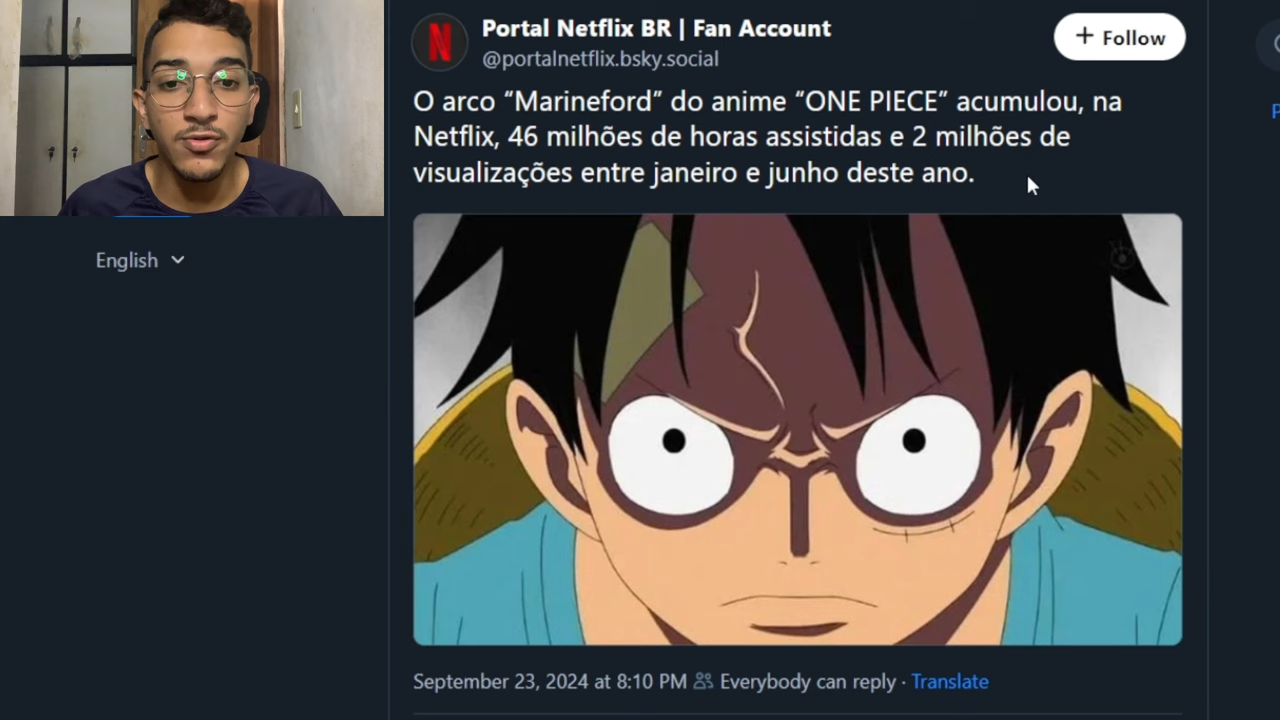 Portal Netflix BR | Fan Account
@portalnetflix.bsky.social
+ Follow
O arco “Marineford” do anime “ONE PIECE” acumulou, na
Netflix, 46 milhões de horas assistidas e 2 milhões de
visualizações entre janeiro e junho deste ano.
English
September 23, 2024 at 8:10 PM Everybody can reply · Translate